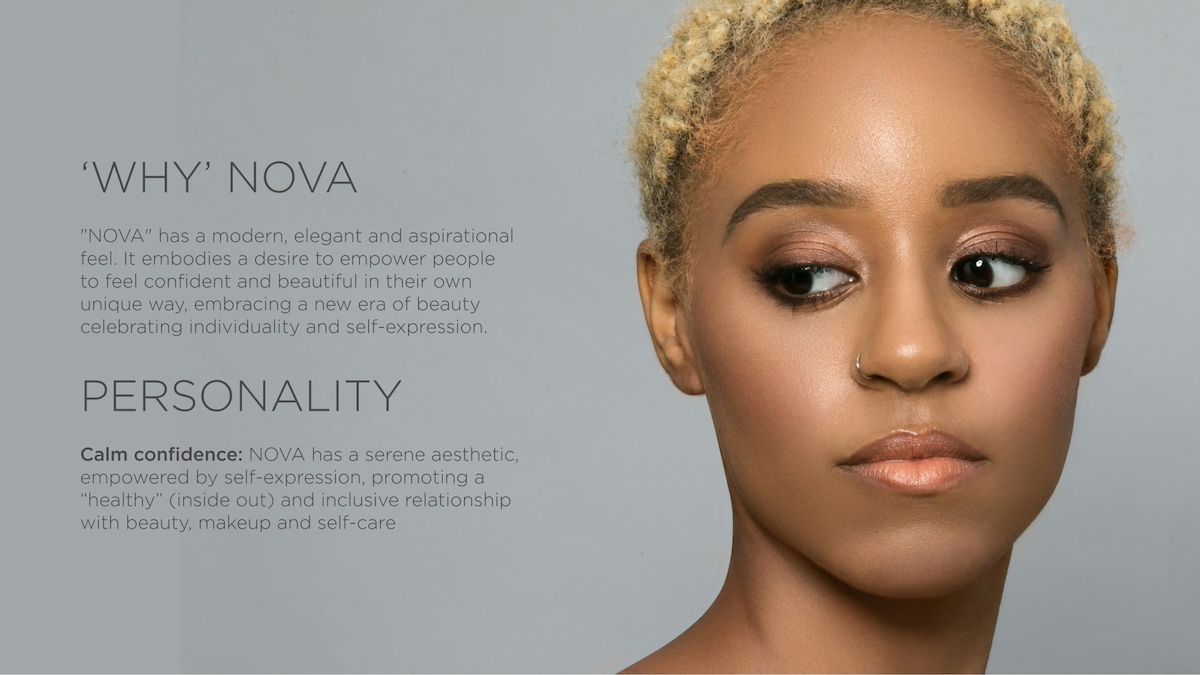 ‘WHY’ NOVA
"NOVA" has a modern, elegant and aspirational
feel. It embodies a desire to empower people
to feel confident and beautiful in their own
unique way, embracing a new era of beauty
celebrating individuality and self-expression.
PERSONALITY
Calm confidence: NOVA has a serene aesthetic,
empowered by self-expression, promoting a
“healthy” (inside out) and inclusive relationship
with beauty, makeup and self-care